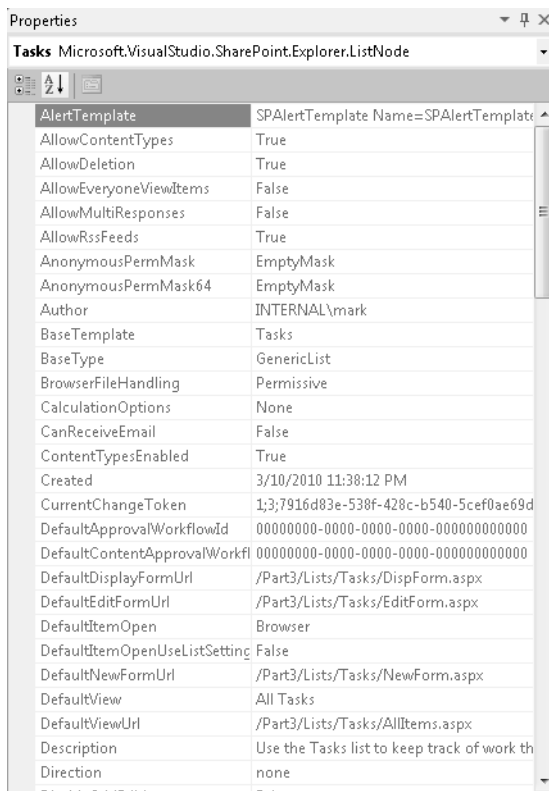 Properties
Tasks Microsoft.VisualStudio.SharePoint.Explorer.ListNode
AlertTemplate SPAlertTemplate Name=SPAlertTemplate
AllowContentTypes True
AllowDeletion True
AllowEveryoneViewItems False
AllowMultiResponses False
AllowRssFeeds True
AnonymousPermMask EmptyMask
AnonymousPermMask64 EmptyMask
Author INTERNAL\mark
BaseTemplate Tasks
BaseType GenericList
BrowserFileHandling Permissive
CalculationOptions None
CanReceiveEmail False
ContentTypesEnabled True
Created 3/10/2010 11:38:12 PM
CurrentChangeToken 1;3;7916d83e-538f-428c-b540-5cef0ae69d
DefaultApprovalWorkflowId 00000000-0000-0000-0000-000000000000
DefaultContentApprovalWorkfl 00000000-0000-0000-0000-000000000000
DefaultDisplayFormUrl /Part3/Lists/Tasks/DispForm.aspx
DefaultEditFormUrl /Part3/Lists/Tasks/EditForm.aspx
DefaultItemOpen Browser
DefaultItemOpenUseListSetting False
DefaultNewFormUrl /Part3/Lists/Tasks/NewForm.aspx
DefaultView All Tasks
DefaultViewUrl /Part3/Lists/Tasks/AllItems.aspx
Description Use the Tasks list to keep track of work th
Direction none